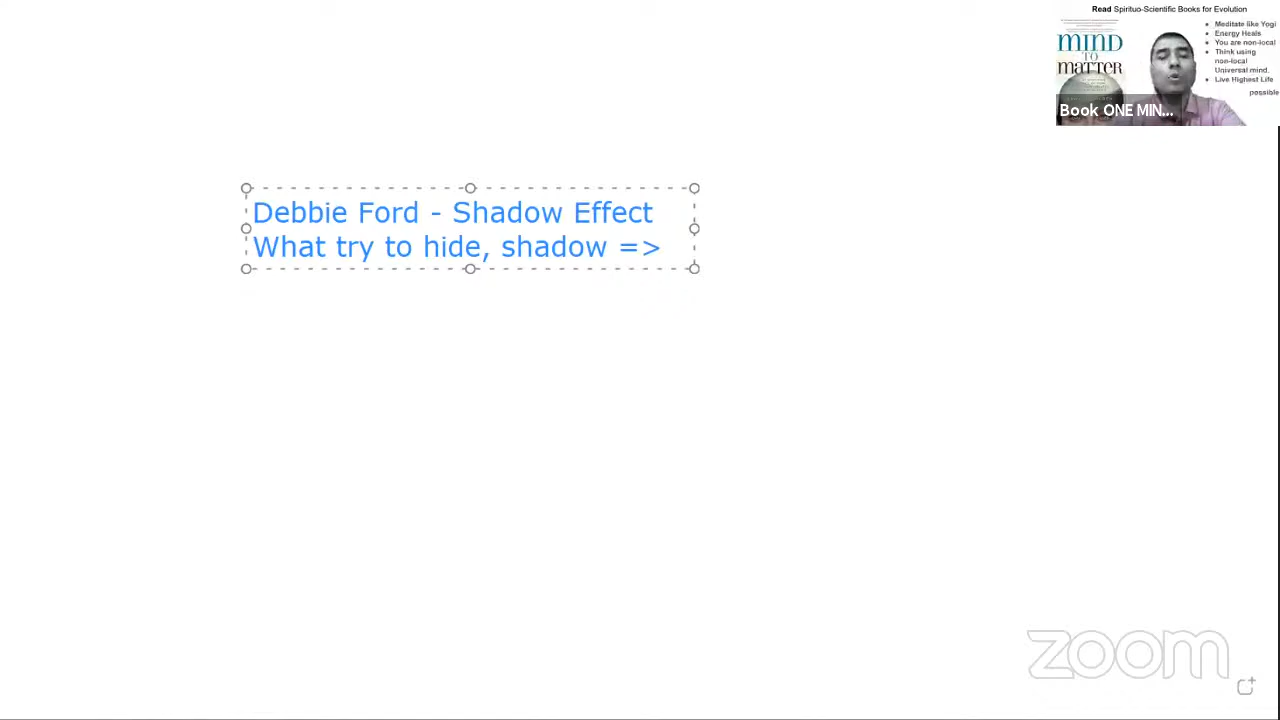 Read Spirituo-Scientific Books for Evolution
MIND
TO
MATTER
Meditate like Yogi
Energy Heals
You are non-local
Think using
non-local
Universal mind.
Live Highest Life
possible
Book ONE MIN...
Debbie Ford - Shadow Effect
What try to hide, shadow =>
zoom